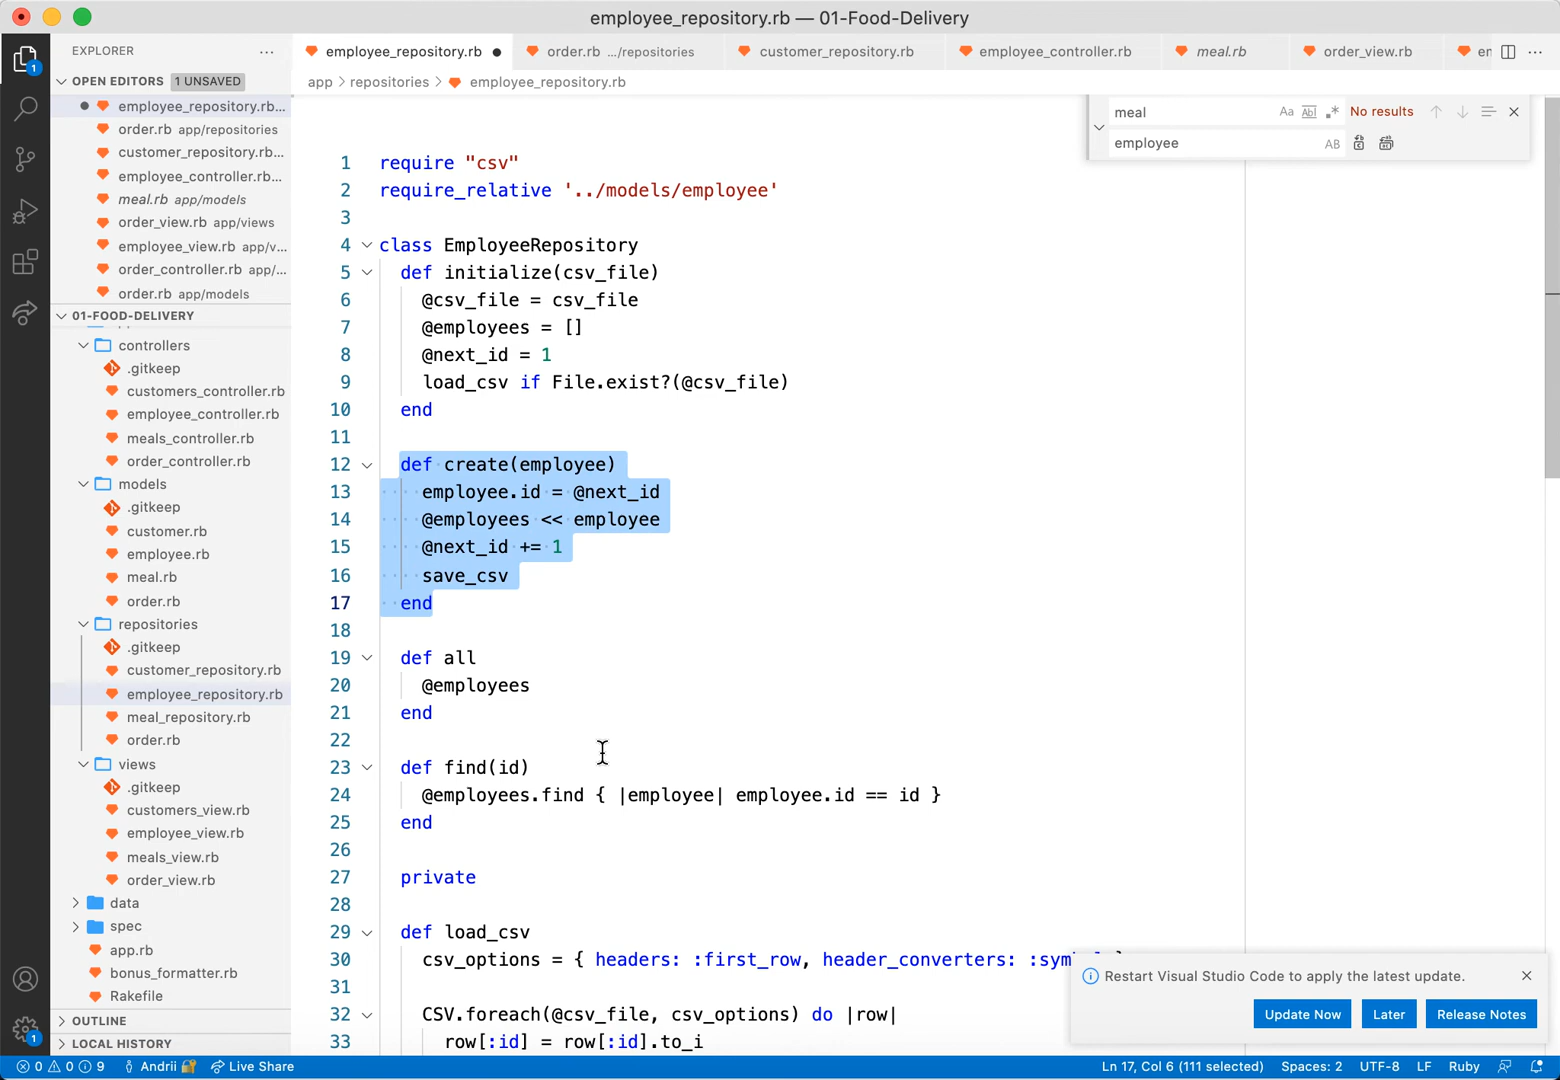 employee_repository.rb — 01-Food-Delivery
EXPLORER
employee_repository.rb
order.rb .../repositories
customer_repository.rb
employee_controller.rb
meal.rb
order_view.rb
en
OPEN EDITORS 1 UNSAVED
app > repositories > employee_repository.rb
employee_repository.rb...
order.rb app/repositories
customer_repository.rb...
employee_controller.rb...
meal.rb app/models
order_view.rb app/views
employee_view.rb app/v...
order_controller.rb app/...
order.rb app/models
01-FOOD-DELIVERY
controllers
.gitkeep
customers_controller.rb
employee_controller.rb
meals_controller.rb
order_controller.rb
models
.gitkeep
customer.rb
employee.rb
meal.rb
order.rb
repositories
.gitkeep
customer_repository.rb
employee_repository.rb
meal_repository.rb
order.rb
views
.gitkeep
customers_view.rb
employee_view.rb
meals_view.rb
order_view.rb
data
spec
app.rb
bonus_formatter.rb
Rakefile
OUTLINE
LOCAL HISTORY
meal
Aa Abl .*
No results
employee
AB
1 require "csv"
2 require_relative '../models/employee'
3
4 class EmployeeRepository
5 def initialize(csv_file)
6 @csv_file = csv_file
7 @employees = []
8 @next_id = 1
9 load_csv if File.exist?(@csv_file)
10 end
11
12 def create(employee)
13 employee.id = @next_id
14 @employees << employee
15 @next_id += 1
16 save_csv
17 end
18
19 def all
20 @employees
21 end
22
23 def find(id)
24 @employees.find { |employee| employee.id == id }
25 end
26
27 private
28
29 def load_csv
30 csv_options = { headers: :first_row, header_converters: :sym
31
32 CSV.foreach(@csv_file, csv_options) do |row|
33 row[:id] = row[:id].to_i
Restart Visual Studio Code to apply the latest update.
Update Now
Later
Release Notes
1
1
0 0 9
Andrii
Live Share
Ln 17, Col 6 (111 selected)
Spaces: 2
UTF-8
LF
Ruby